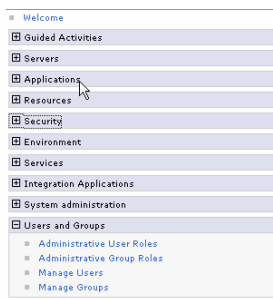 Welcome
Guided Activities
Servers
Applications
Resources
Security
Environment
Services
Integration Applications
System administration
Users and Groups
Administrative User Roles
Administrative Group Roles
Manage Users
Manage Groups